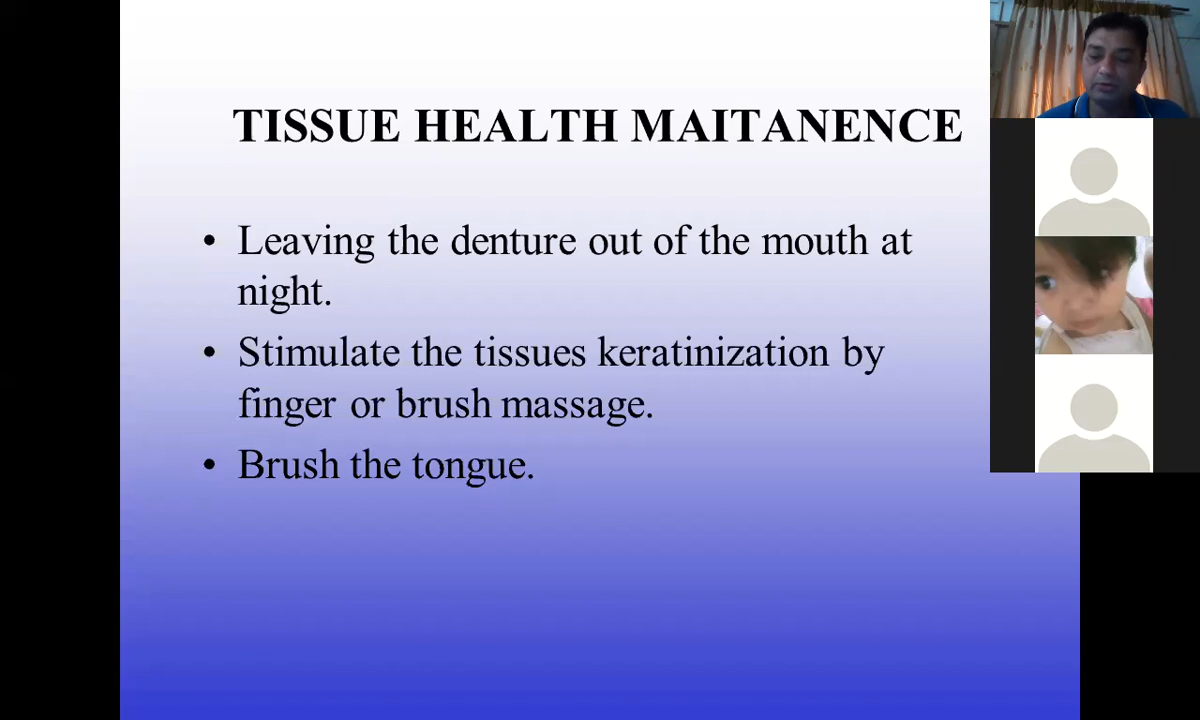 TISSUE HEALTH MAITANENCE
• Leaving the denture out of the mouth at
night.
• Stimulate the tissues keratinization by
finger or brush massage.
• Brush the tongue.